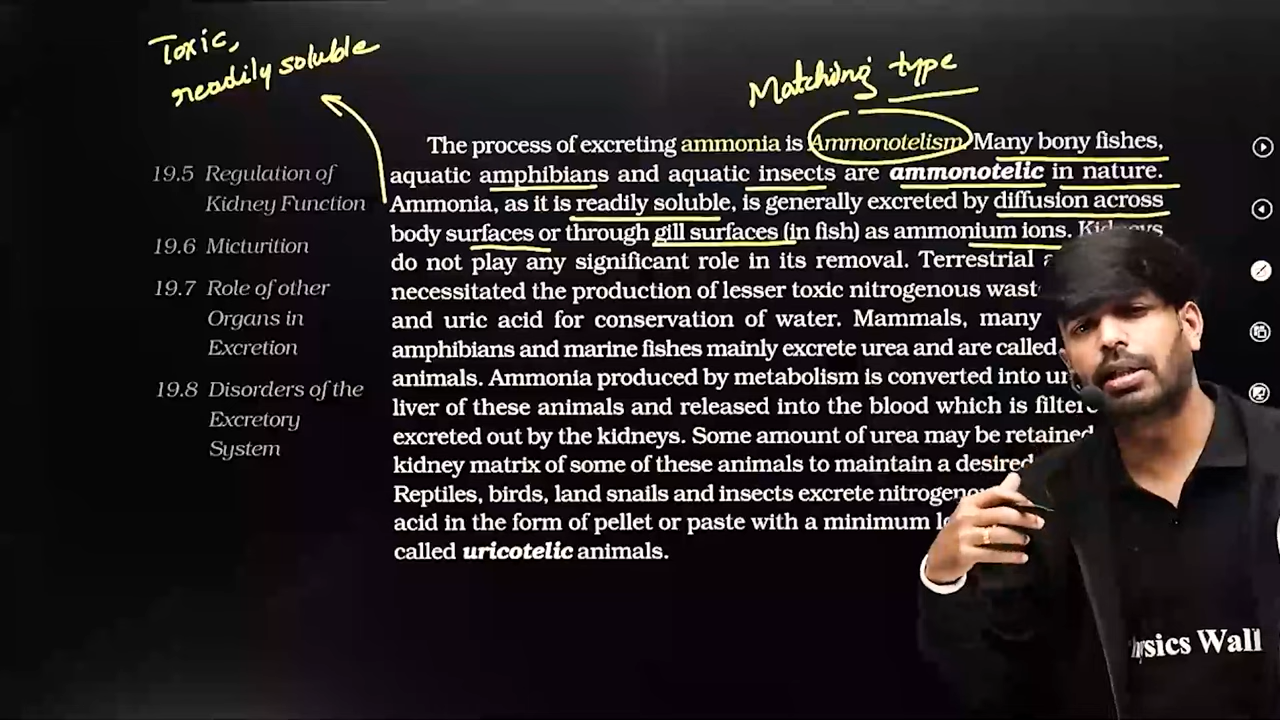 Toxic,
readily soluble
Matching type
The process of excreting ammonia is Ammonotelism. Many bony fishes,
aquatic amphibians and aquatic insects are ammonotelic in nature.
Ammonia, as it is readily soluble, is generally excreted by diffusion across
body surfaces or through gill surfaces (in fish) as ammonium ions. Kidneys
do not play any significant role in its removal. Terrestrial
necessitated the production of lesser toxic nitrogenous
and uric acid for conservation of water. Mammals, many
amphibians and marine fishes mainly excrete urea and are called
animals. Ammonia produced by metabolism is converted into
liver of these animals and released into the blood which is
excreted out by the kidneys. Some amount of urea may be retained
kidney matrix of some of these animals to maintain a desired
Reptiles, birds, land snails and insects excrete
acid in the form of pellet or paste with a minimum
called uricotelic animals.
19.5 Regulation of
Kidney Function
19.6 Micturition
19.7 Role of other
Organs in
Excretion
19.8 Disorders of the
Excretory
System
hysics Wall